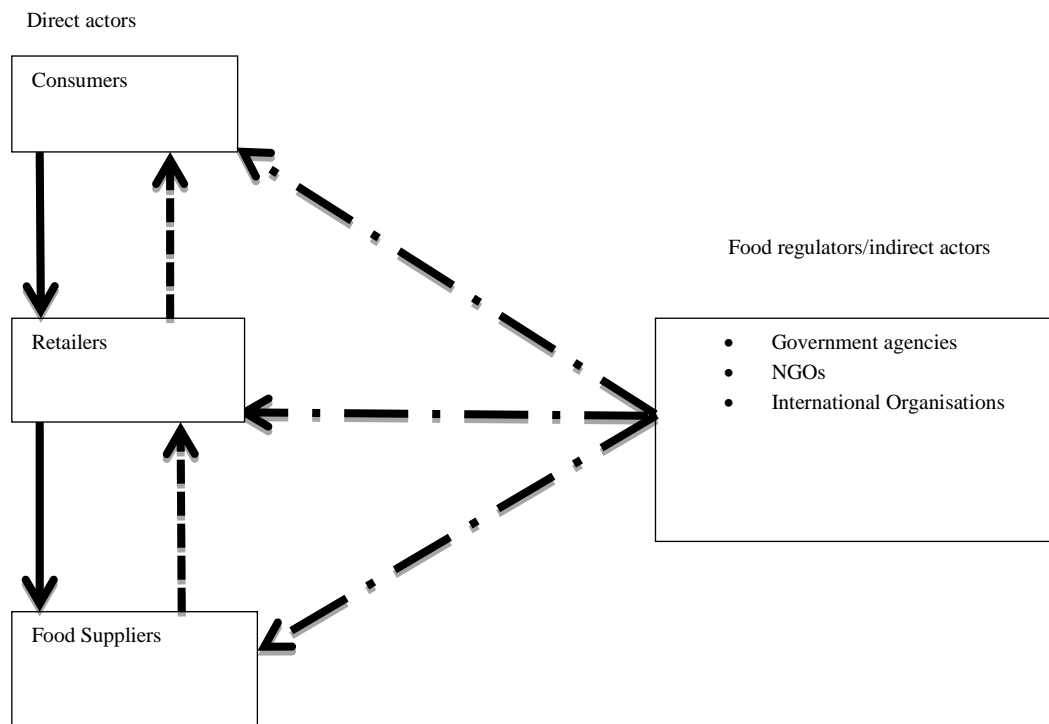 Direct actors
Consumers
Food regulators/indirect actors
Retailers
• Government agencies
• NGOs
• International Organisations
Food Suppliers